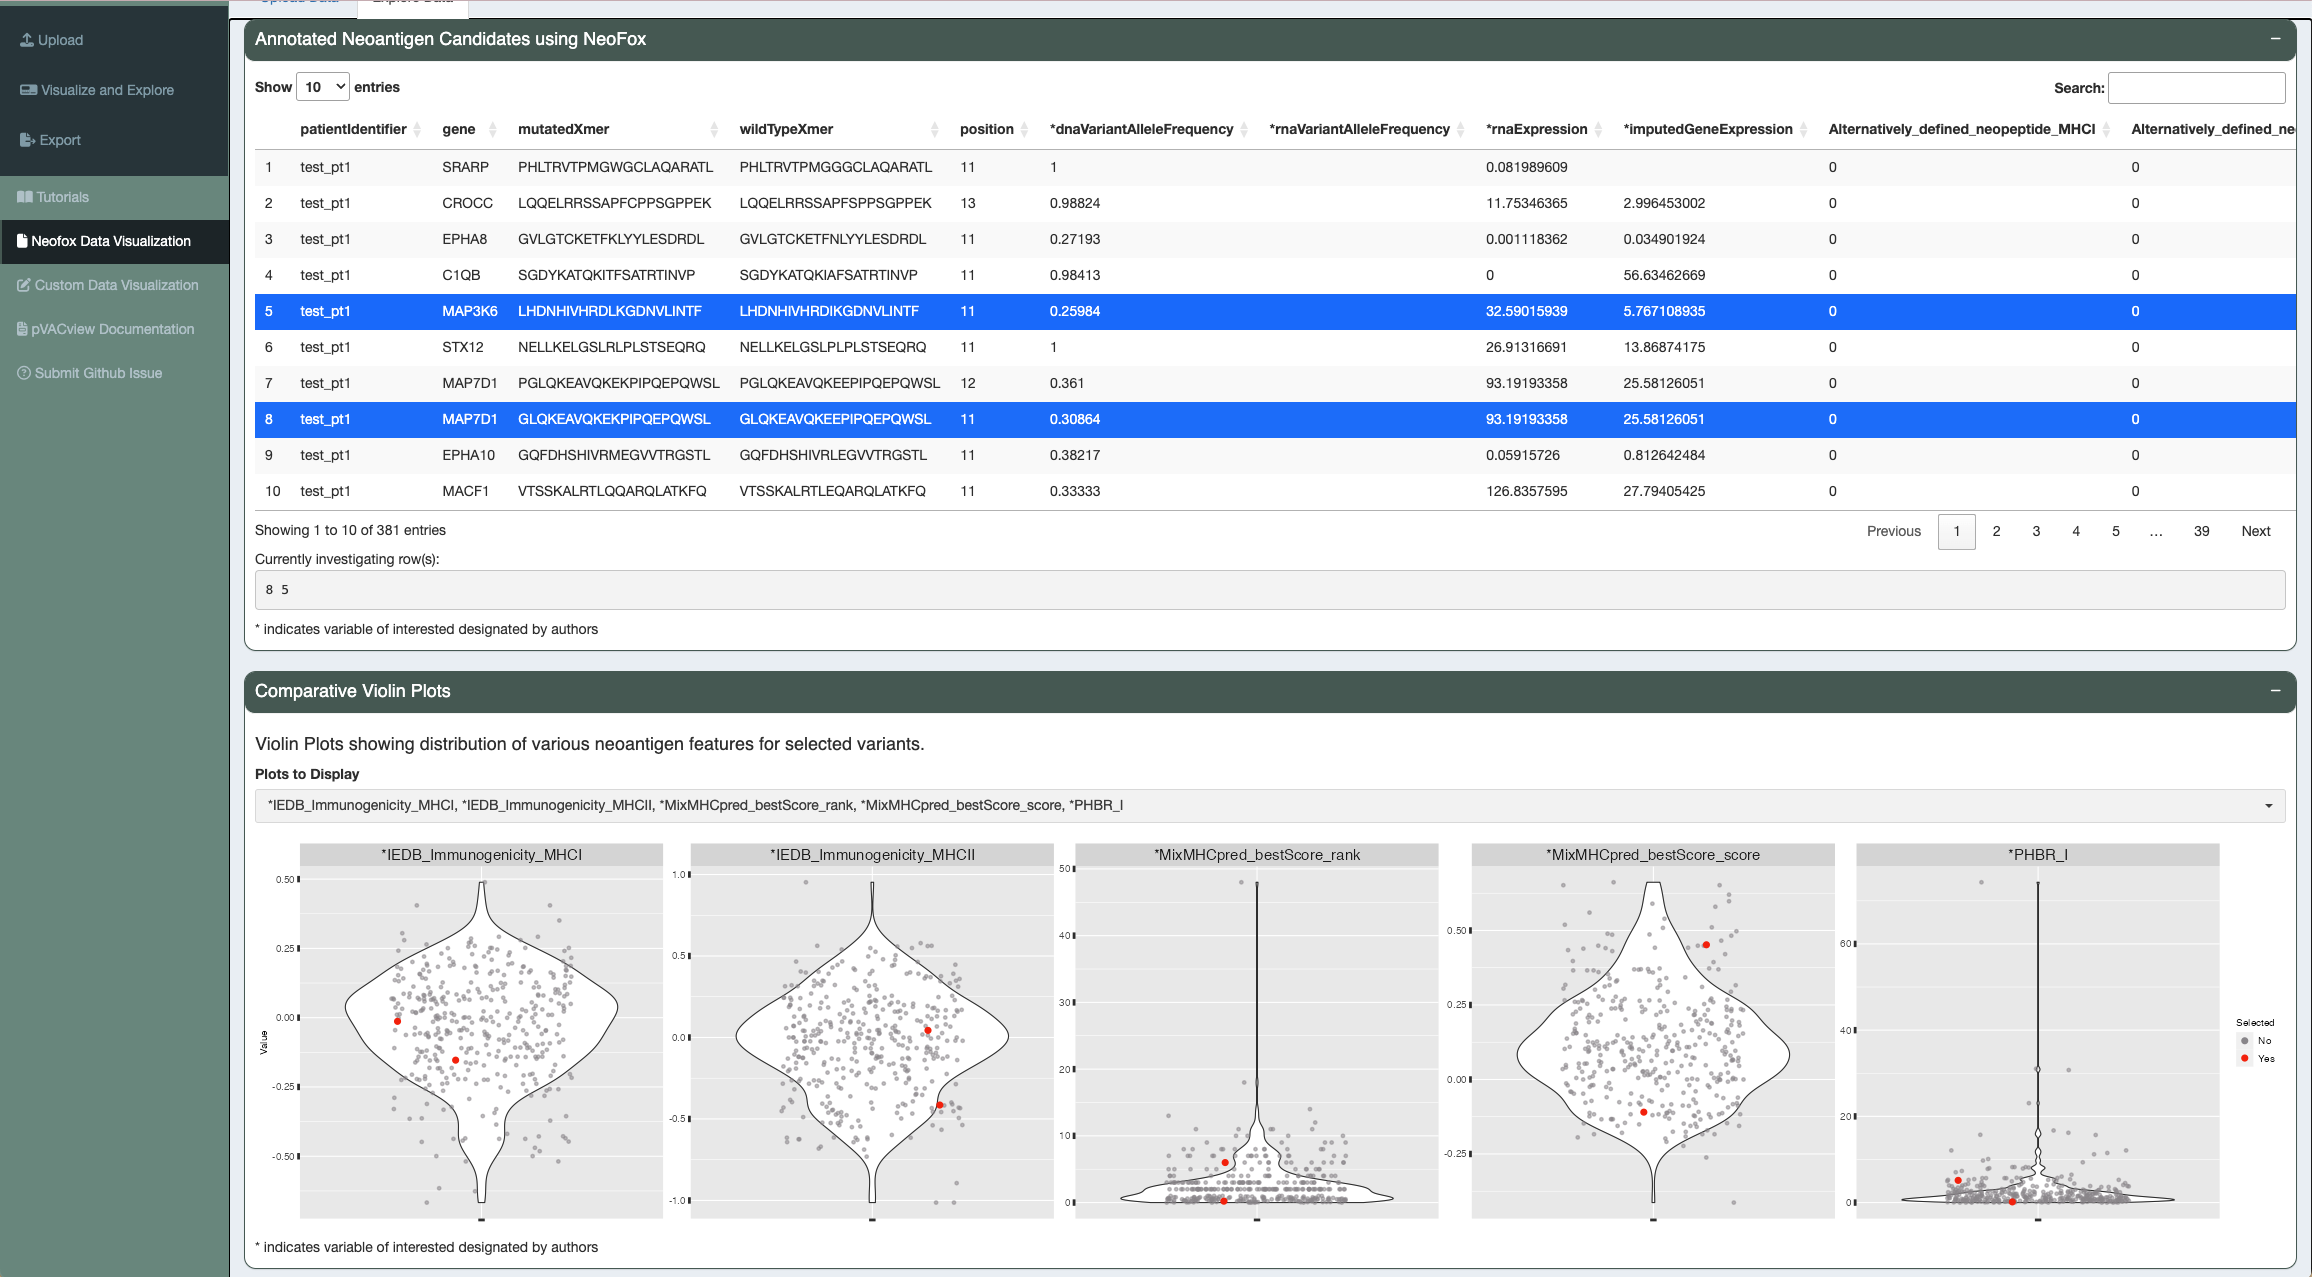 Upload Data
Explore Data
Upload
Visualize and Explore
Export
Tutorials
Neofox Data Visualization
Custom Data Visualization
pVACview Documentation
Submit Github Issue
Annotated Neoantigen Candidates using NeoFox
Show 10 entries
Search:
patientIdentifier gene mutatedXmer wildTypeXmer position *dnaVariantAlleleFrequency *rnaVariantAlleleFrequency *rnaExpression *imputedGeneExpression Alternatively_defined_neopeptide_MHCI Alternatively_defined_ne
1 test_pt1 SRARP PHLTRVTPMGWGCLAQARATL PHLTRVTPMGGGCLAQARATL 11 1 0.081989609 0 0
2 test_pt1 CROCC LQQELRRSSAPFCPPSGPPEK LQQELRRSSAPFSPPSGPPEK 13 0.98824 11.75346365 2.996453002 0 0
3 test_pt1 EPHA8 GVLGTCKETFKLYYLESDRDL GVLGTCKETFNLYYLESDRDL 11 0.27193 0.001118362 0.034901924 0 0
4 test_pt1 C1QB SGDYKATQKITFSATRTINVP SGDYKATQKIAFSATRTINVP 11 0.98413 0 56.63462669 0 0
5 test_pt1 MAP3K6 LHDNHIVHRDLKGDNVLINTF LHDNHIVHRDIKGDNVLINTF 11 0.25984 32.59015939 5.767108935 0 0
6 test_pt1 STX12 NELLKELGSLRLPLSTSEQRQ NELLKELGSLPLPLSTSEQRQ 11 1 26.91316691 13.86874175 0 0
7 test_pt1 MAP7D1 PGLQKEAVQKEKPIPQEPQWSL PGLQKEAVQKEEPIPQEPQWSL 12 0.361 93.19193358 25.58126051 0 0
8 test_pt1 MAP7D1 GLQKEAVQKEKPIPQEPQWSL GLQKEAVQKEEPIPQEPQWSL 11 0.30864 93.19193358 25.58126051 0 0
9 test_pt1 EPHA10 GQFDHSHIVRMEGVVTRGSTL GQFDHSHIVRLEGVVTRGSTL 11 0.38217 0.05915726 0.812642484 0 0
10 test_pt1 MACF1 VTSSKALRTLQQARQLATKFQ VTSSKALRTLEQARQLATKFQ 11 0.33333 126.8357595 27.79405425 0 0
Showing 1 to 10 of 381 entries
Previous 1 2 3 4 5 ... 39 Next
Currently investigating row(s):
8 5
* indicates variable of interested designated by authors
Comparative Violin Plots
Violin Plots showing distribution of various neoantigen features for selected variants.
Plots to Display
*IEDB_Immunogenicity_MHCI, *IEDB_Immunogenicity_MHCII, *MixMHCpred_bestScore_rank, *MixMHCpred_bestScore_score, *PHBR_I
*IEDB_Immunogenicity_MHCI
0.50
0.25
0.00
-0.25
-0.50
Value
*IEDB_Immunogenicity_MHCII
1.0
0.5
0.0
-0.5
-1.0
*MixMHCpred_bestScore_rank
50
40
30
20
10
0
*MixMHCpred_bestScore_score
0.50
0.25
0.00
-0.25
*PHBR_I
60
40
20
0
Selected
No
Yes
* indicates variable of interested designated by authors